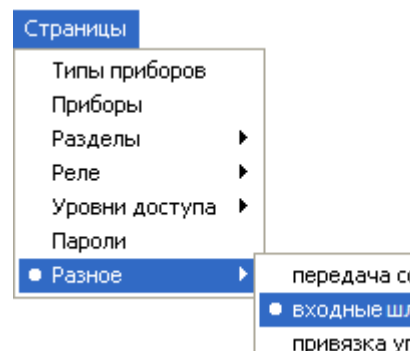 Страницы
Типы приборов
Приборы
Разделы
Реле
Уровни доступа
Пароли
Разное
передача
входные
привязка